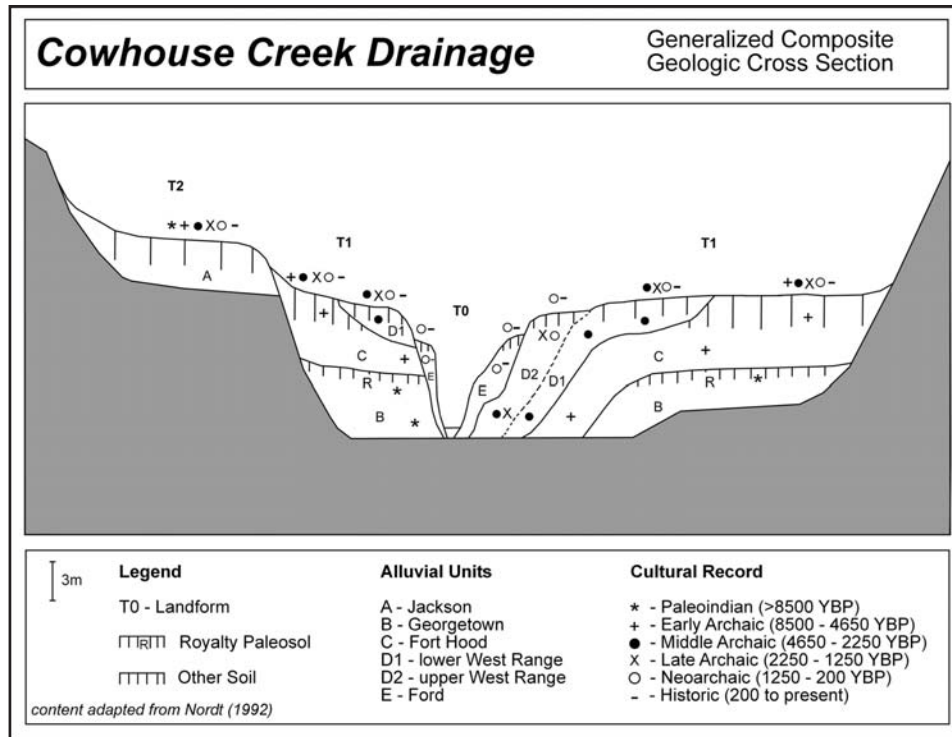 Cowhouse Creek Drainage
Generalized Composite
Geologic Cross Section
T2
*+●XO-
A
T1
+●XO-
●XO-
+
●
D1
O-
O-
C
+
E
R
*
B
*
T0
O-
O-
O-
XO
●
●
E
D2
D1
●X
●
+
T1
●XO-
+●XO-
+
C
+
R
*
B
3m
Legend
T0 - Landform
R
Royalty Paleosol
Other Soil
content adapted from Nordt (1992)
Alluvial Units
A - Jackson
B - Georgetown
C - Fort Hood
D1 - lower West Range
D2 - upper West Range
E - Ford
Cultural Record
* - Paleoindian (>8500 YBP)
+ - Early Archaic (8500 - 4650 YBP)
● - Middle Archaic (4650 - 2250 YBP)
X - Late Archaic (2250 - 1250 YBP)
O - Neoarchaic (1250 - 200 YBP)
- - Historic (200 to present)